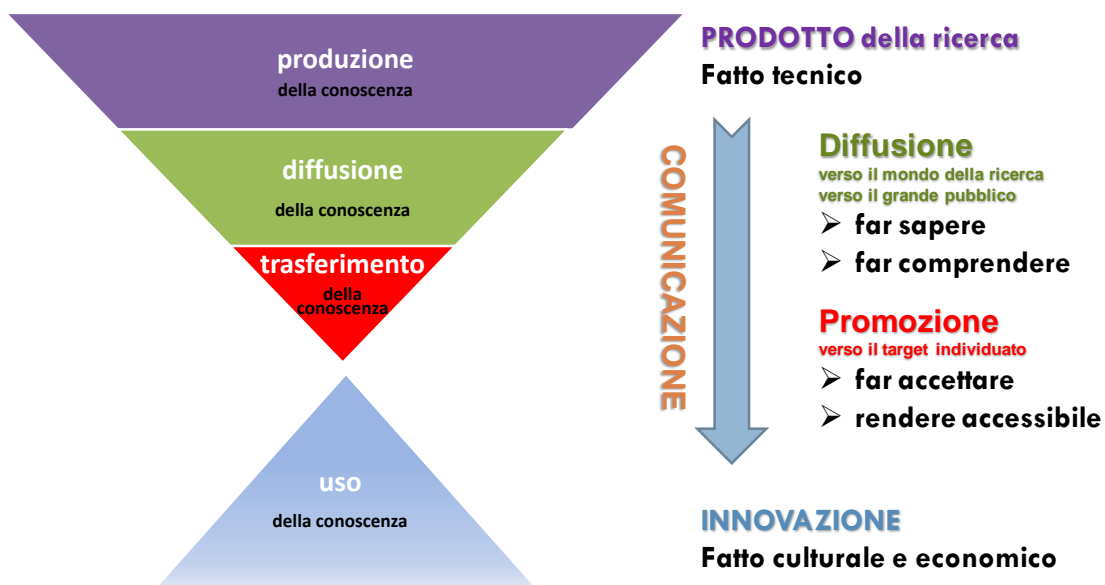 produzione
della conoscenza
diffusione
della conoscenza
trasferimento
della
conoscenza
uso
della conoscenza
PRODOTTO della ricerca
Fatto tecnico
COMUNICAZIONE
Diffusione
verso il mondo della ricerca
verso il grande pubblico
➢ far sapere
➢ far comprendere
Promozione
verso il target individuato
➢ far accettare
➢ rendere accessibile
INNOVAZIONE
Fatto culturale e economico